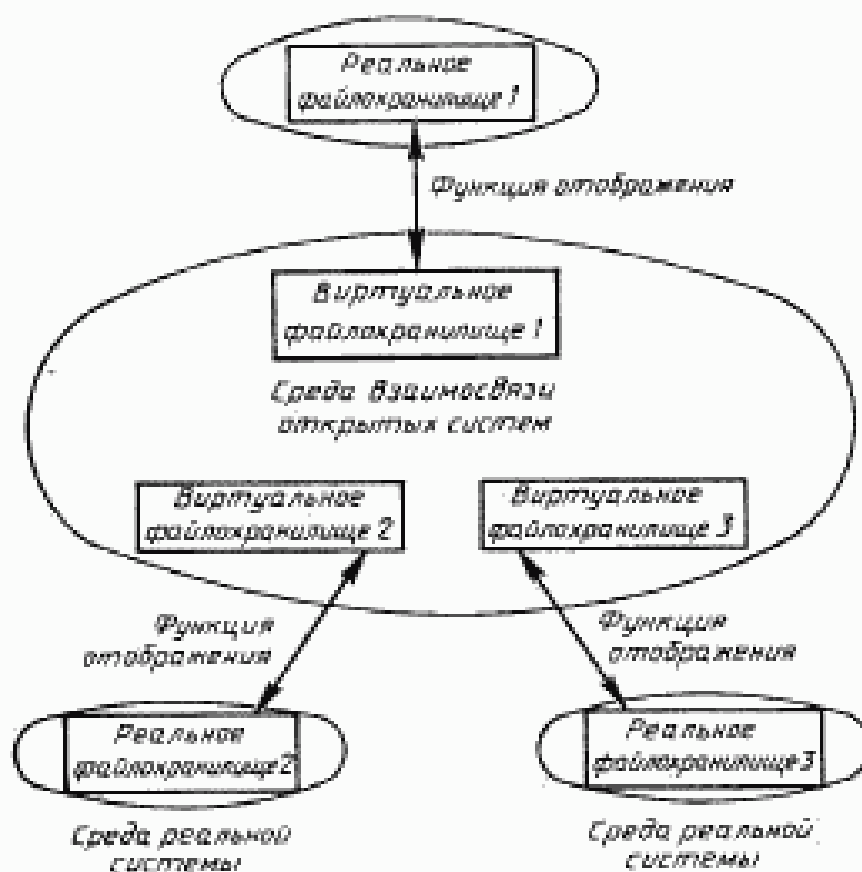 Реальное
файлохранилище 1
Функция отображения
Виртуальное
файлохранилище 1
Среда взаимосвязи
открытых систем
Виртуальное
файлохранилище 2
Виртуальное
файлохранилище 3
Функция
отображения
Функция
отображения
Реальное
файлохранилище 2
Реальное
файлохранилище 3
Среда реальной
системы
Среда реальной
системы